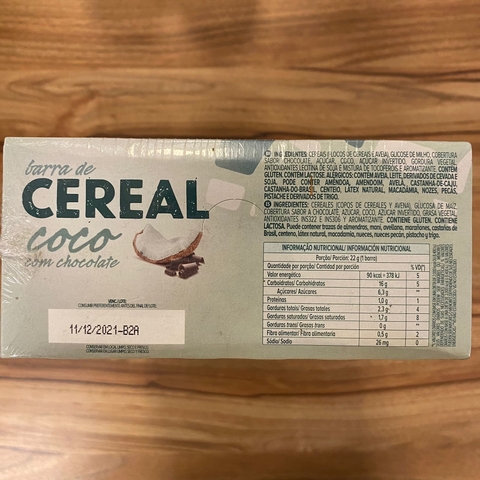 barra de
CEREAL
coco
com chocolate
11/12/2021-B2A
INGREDIENTES: CEREAIS
GLUCOSE DE MILHO, COBERTURA
SABOR CHOCOLATE, AÇÚCAR, COCO, AÇÚCAR INVERTIDO, GORDURA VEGETAL,
ANTIOXIDANTES LECITINA DE SOJA E MISTURA DE TOCOFERÓIS E AROMATIZANTE. CONTÉM
GLÚTEN. CONTÉM LACTOSE. ALÉRGICOS: CONTÉM AVEIA, LEITE, DERIVADOS DE CEVADA E
SOJA. PODE CONTER AMÊNDOA, AMENDOIM, AVELÃ, CASTANHA-DE-CAJU,
CASTANHA-DO-BRASIL, CENTEIO, LÁTEX NATURAL, MACADÂMIA, NOZES, PECAS,
PISTACHE E DERIVADOS DE TRIGO.
INGREDIENTES: CEREALES (COPOS DE CEREALES Y AVENA), GLUCOSA DE MAÍZ,
COBERTURA SABOR A CHOCOLATE, AZÚCAR, COCO, AZÚCAR INVERTIDO, GRASA VEGETAL,
ANTIOXIDANTES INS322 E INS306 Y AROMATIZANTE. CONTIENE GLUTEN. CONTIENE
LACTOSA. Puede contener trazas de almendras, maní, avellana, marañones, castañas de
Brasil, centeno, látex natural, macadamia, nueces, nueces pecán, pistacho y trigo.
INFORMAÇÃO NUTRICIONAL/ INFORMACIÓN NUTRICIONAL
Porção/ Porción: 22 g (1 barra)
Quantidade por porção/ Cantidad por porción % VD(*)
Valor energético 90 kcal = 378 kJ 5
Carboidratos/ Carbohidratos 16 g 5
Açúcares/ Azúcares 6,3 g **
Proteínas 1,0 g 1
Gorduras totais/ Grasas totales 2,3 g 4
Gorduras saturadas/ Grasas saturadas 1,7 g 8
Gorduras trans/ Grasas trans 0 g **
Fibra alimentar/ Fibra alimentaria 0,5 g 2
Sódio/ Sodio 26 mg 0